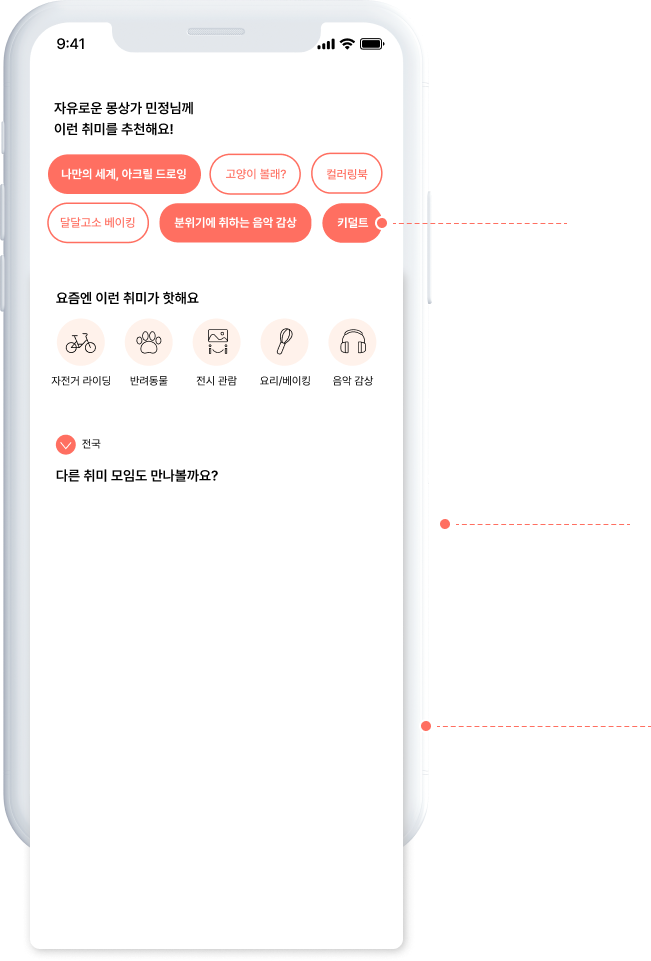 9:41
자유로운 몽상가 민정님께
이런 취미를 추천해요!
나만의 세계, 아크릴 드로잉
고양이 볼래?
컬러링북
달달고소 베이킹
분위기에 취하는 음악 감상
키덜트
요즘엔 이런 취미가 핫해요
자전거 라이딩
반려동물
전시 관람
요리/베이킹
음악 감상
전국
다른 취미 모임도 만나볼까요?